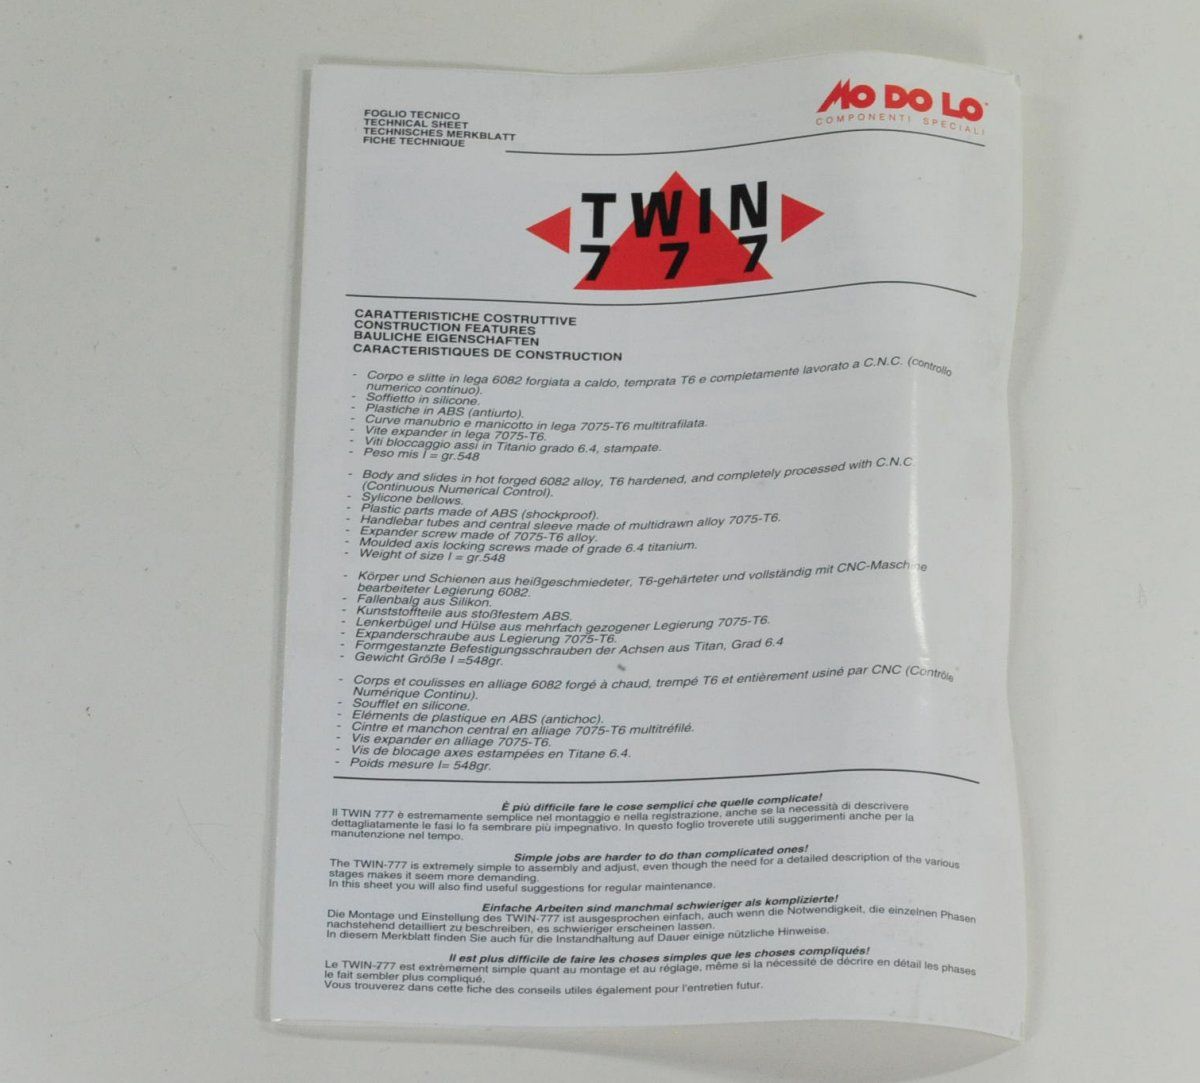 MODOLO
COMPONENTI SPECIALI
FOGLIO TECNICO
TECHNICAL SHEET
TECHNISCHES MERKBLATT
FICHE TECHNIQUE
TWIN
777
CARATTERISTICHE COSTRUTTIVE
CONSTRUCTION FEATURES
BAULICHE EIGENSCHAFTEN
CARACTERISTIQUES DE CONSTRUCTION
- Corpo e slitte in lega 6082 forgiata a caldo, temprata T6 e completamente lavorato a C.N.C. (controllo
numerico continuo).
- Soffietto in silicone.
- Plastiche in ABS (antiurto).
- Curve manubrio e manicotto in lega 7075-T6 multitrafilata.
- Vite expander in lega 7075-T6.
- Viti bloccaggio assi in Titanio grado 6.4, stampate.
- Peso mis I = gr.548
- Body and slides in hot forged 6082 alloy, T6 hardened, and completely processed with C.N.C
(Continuous Numerical Control).
- Sylicone bellows.
- Plastic parts made of ABS (shockproof).
- Handlebar tubes and central sleeve made of multidrawn alloy 7075-T6.
- Expander screw made of 7075-T6 alloy.
- Moulded axis locking screws made of grade 6.4 titanium.
- Weight of size I = gr.548
- Körper und Schienen aus heißgeschmiedeter, T6-gehärteter und vollständig mit CNC-Maschine
bearbeiteter Legierung 6082.
- Fallenbalg aus Silikon.
- Kunststoffteile aus stoßfestem ABS.
- Lenkerbügel und Hülse aus mehrfach gezogener Legierung 7075-T6.
- Expanderschraube aus Legierung 7075-T6.
- Formgestanzte Befestigungsschrauben der Achsen aus Titan, Grad 6.4
- Gewicht Größe I =548gr.
- Corps et coulisses en alliage 6082 forgé à chaud, trempé T6 et entièrement usiné par CNC (Contrôle
Numérique Continu).
- Soufflet en silicone.
- Eléments de plastique en ABS (antichoc).
- Cintre et manchon central en alliage 7075-T6 multitréfilé.
- Vis expander en alliage 7075-T6.
- Vis de blocage axes estampées en Titane 6.4.
- Poids mesure I= 548gr.
È più difficile fare le cose semplici che quelle complicate!
Il TWIN 777 è estremamente semplice nel montaggio e nella registrazione, anche se la necessità di descrivere
dettagliatamente le fasi lo fa sembrare più impegnativo. In questo foglio troverete utili suggerimenti anche per la
manutenzione nel tempo.
Simple jobs are harder to do than complicated ones!
The TWIN-777 is extremely simple to assembly and adjust, even though the need for a detailed description of the various
stages makes it seem more demanding.
In this sheet you will also find useful suggestions for regular maintenance.
Einfache Arbeiten sind manchmal schwieriger als komplizierte!
Die Montage und Einstellung des TWIN-777 ist ausgesprochen einfach, auch wenn die Notwendigkeit, die einzelnen Phasen
nachstehend detailliert zu beschreiben, es schwieriger erscheinen lassen.
In diesem Merkblatt finden Sie auch für die Instandhaltung auf Dauer einige nützliche Hinweise.
Il est plus difficile de faire les choses simples que les choses compliqués!
Le TWIN-777 est extrèmement simple quant au montage et au réglage, même si la nécessité de décrire en détail les phases
le fait sembler plus compliqué.
Vous trouverez dans cette fiche des conseils utiles également pour l'entretien futur.